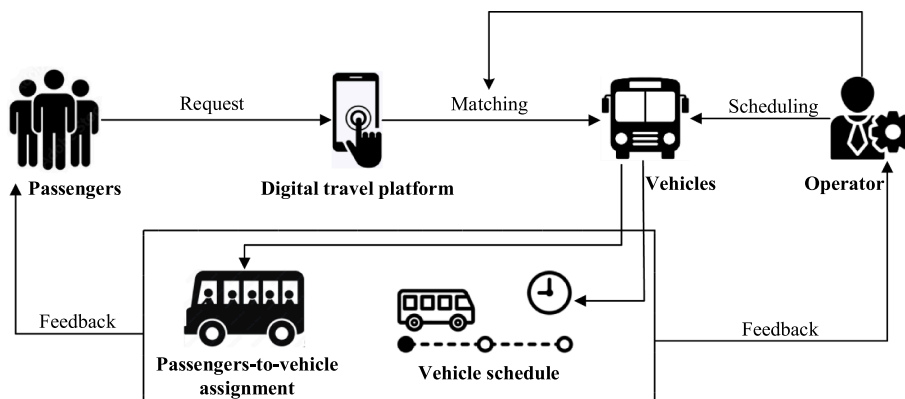 Request
Matching
Scheduling
Passengers
Digital travel platform
Vehicles
Operator
Feedback
Passengers-to-vehicle
assignment
Vehicle schedule
Feedback